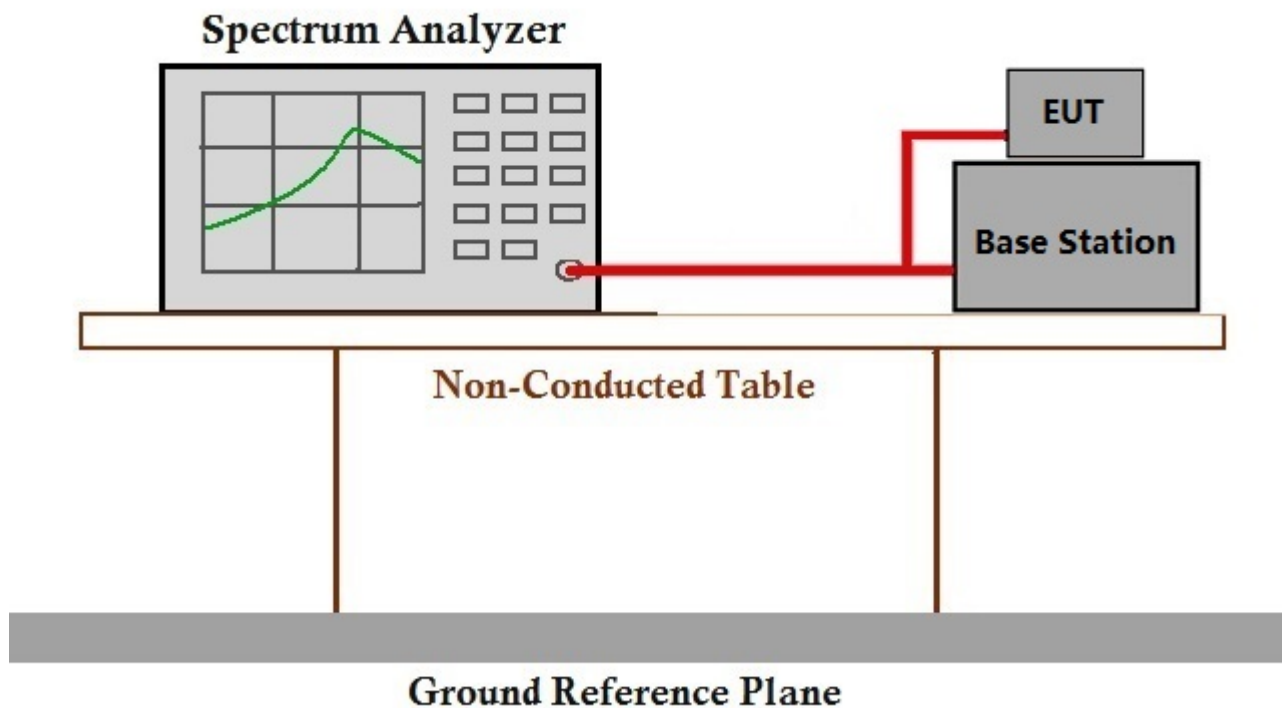 Spectrum Analyzer
EUT
Base Station
Non-Conducted Table
Ground Reference Plane